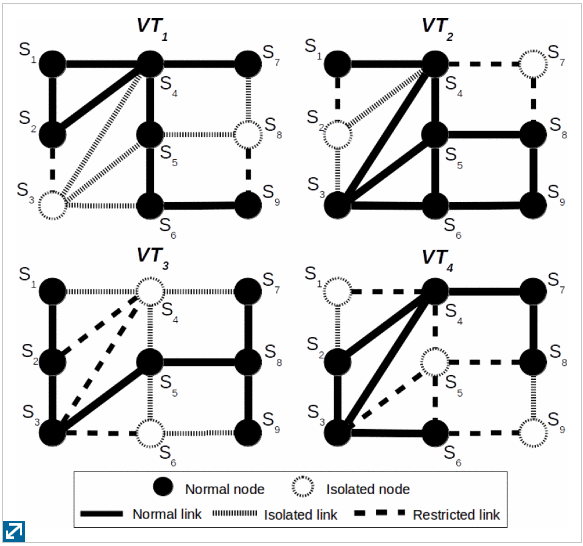 VT1 VT2
S1 S7 S1 S7
S4 S4
S2 S8 S2 S8
S5 S5
S3 S9 S3 S9
S6 S6
VT3 VT4
S1 S7 S1 S7
S4 S4
S2 S8 S2 S8
S5 S5
S3 S9 S3 S9
S6 S6
Normal node Isolated node
Normal link Isolated link Restricted link